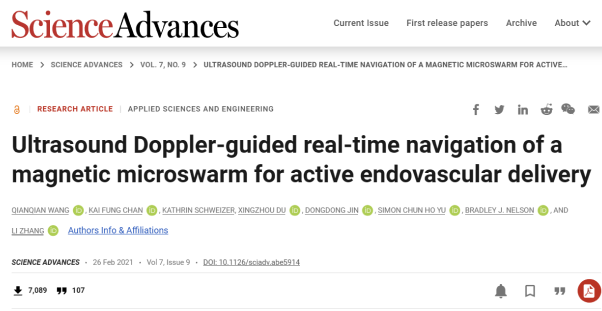 ScienceAdvances
Current Issue First release papers Archive About
HOME > SCIENCE ADVANCES > VOL. 7, NO. 9 > ULTRASOUND DOPPLER-GUIDED REAL-TIME NAVIGATION OF A MAGNETIC MICROSWARM FOR ACTIVE…
RESEARCH ARTICLE | APPLIED SCIENCES AND ENGINEERING
Ultrasound Doppler-guided real-time navigation of a
magnetic microswarm for active endovascular delivery
QIANQIAN WANG, KAI FUNG CHAN, KATHRIN SCHWEIZER, XINGZHOU DU, DONGDONG JIN, SIMON CHUN HO YU, BRADLEY J. NELSON, AND
LI ZHANG Authors Info & Affiliations
SCIENCE ADVANCES • 26 Feb 2021 • Vol 7, Issue 9 • DOI: 10.1126/sciadv.abe5914
7,089 107